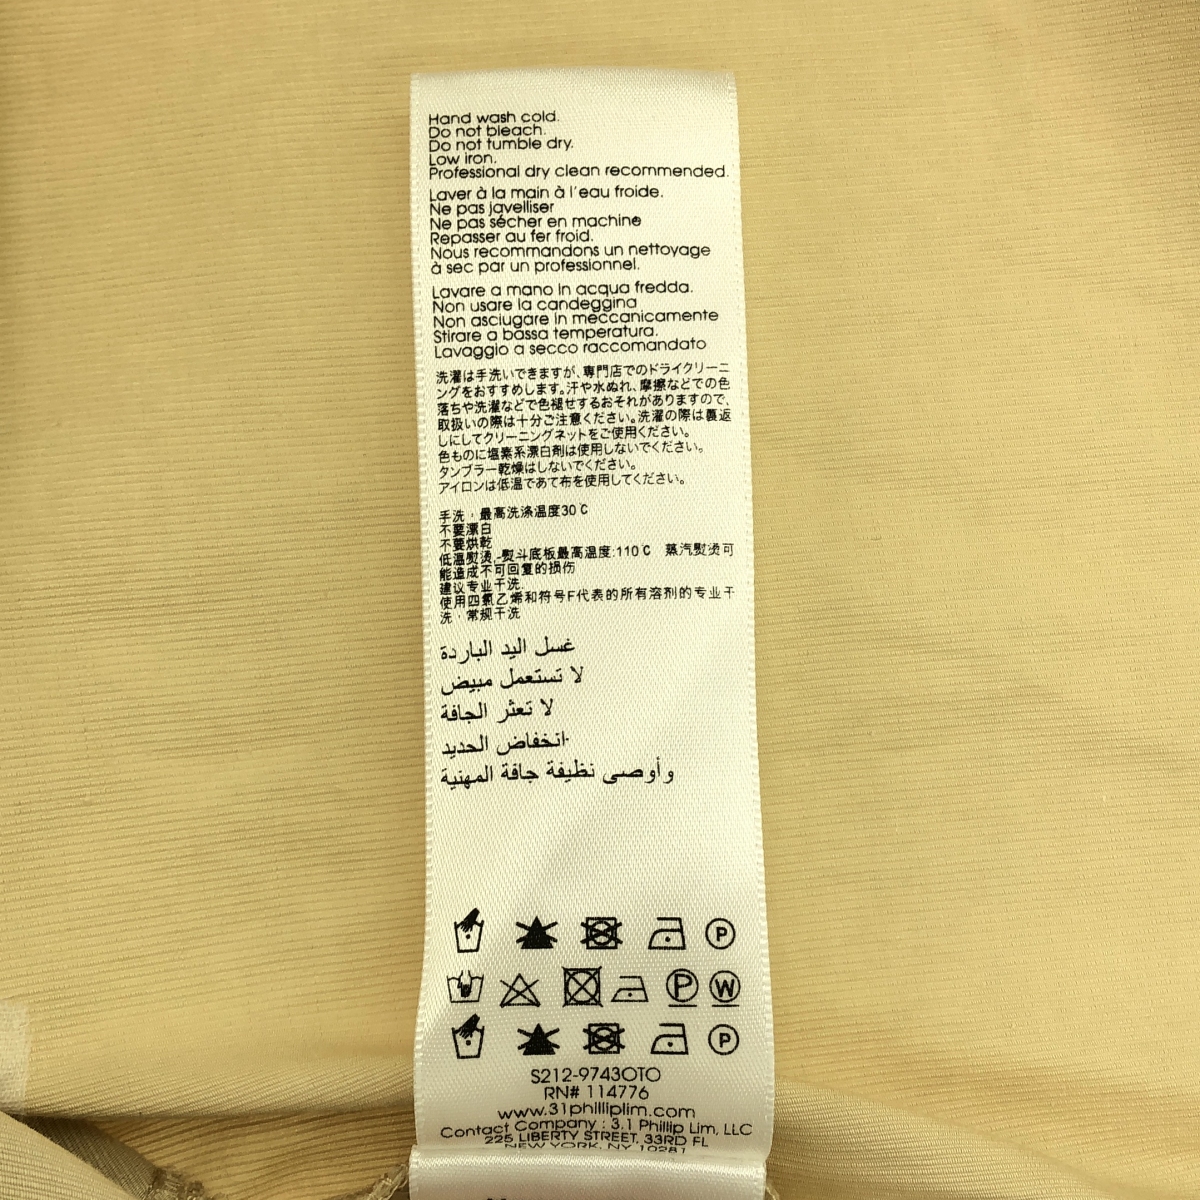 Hand wash cold.
Do not bleach.
Do not tumble dry.
Low iron.
Professional dry clean recommended.
Laver à la main à l'eau froide.
Ne pas javelliser
Ne pas sécher en machine
Repasser au fer froid.
Nous recommandons un nettoyage
à sec par un professionnel.
Lavare a mano in acqua fredda.
Non usare la candeggina
Non asciugare in meccanicamente
Stirare a bassa temperatura.
Lavaggio a secco raccomandato
洗濯は手洗いできますが、専門店でのドライクリーニ
ングをおすすめします。汗や水ぬれ、摩擦などでの色
落ちや洗濯などで色褪せするおそれがありますので、
取扱いの際は十分ご注意ください。洗濯の際は裏返
しにしてクリーニングネットをご使用ください。
色ものに塩素系漂白剤は使用しないでください。
タンブラー乾燥はしないでください。
アイロンは低温であて布を使用してください。
手洗，最高洗涤温度30℃
不要漂白
不要烘乾
低温熨烫-熨斗底板最高温度:110℃ 蒸汽熨烫可
能造成不可回复的损伤
建议专业干洗.
使用四氯乙烯和符号F代表的所有溶剂的专业干
洗，常规干洗
غسل اليد الباردة
لا تستعمل مبيض
لا تعثر الجافة
انخفاض الحديد.
وأوصى نظيفة جافة المهنية
P
P W
P
S212-9743OTO
RN# 114776
www.31philliplim.com
Contact Company : 3.1 Phillip Lim, LLC
225 LIBERTY STREET, 33RD FL
NEW YORK, NY 10281